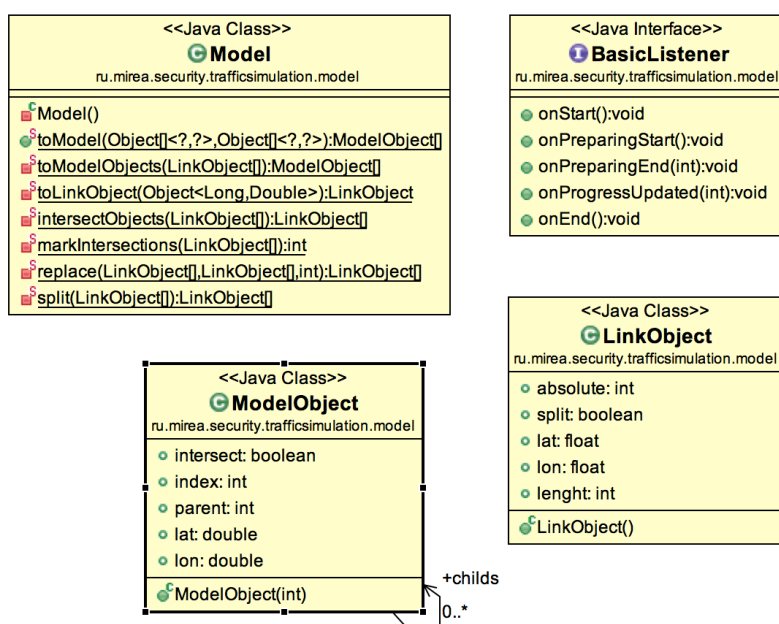 <<Java Class>>
Model
ru.mirea.security.trafficsimulation.model
Model()
toModel(Object[]<?,?>,Object[]<?,?>):ModelObject[]
toModelObjects(LinkObject[]):ModelObject[]
toLinkObject(Object<Long,Double>):LinkObject
intersectObjects(LinkObject[]):LinkObject[]
markIntersections(LinkObject[]):int
replace(LinkObject[],LinkObject[],int):LinkObject[]
split(LinkObject[]):LinkObject[]
<<Java Interface>>
BasicListener
ru.mirea.security.trafficsimulation.model
onStart():void
onPreparingStart():void
onPreparingEnd(int):void
onProgressUpdated(int):void
onEnd():void
<<Java Class>>
LinkObject
ru.mirea.security.trafficsimulation.model
absolute: int
split: boolean
lat: float
lon: float
lenght: int
LinkObject()
<<Java Class>>
ModelObject
ru.mirea.security.trafficsimulation.model
intersect: boolean
index: int
parent: int
lat: double
lon: double
ModelObject(int)
+childs
0..*